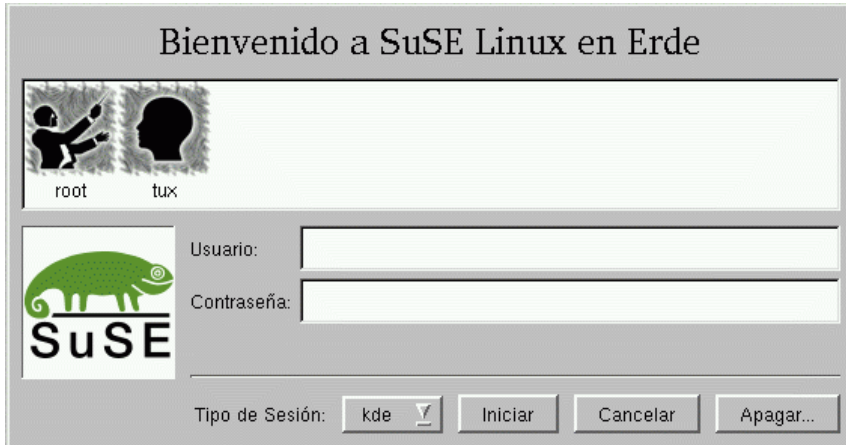 Bienvenido a SuSE Linux en Erde
root tux
Usuario:
Contraseña:
SuSE
Tipo de Sesión: kde Iniciar Cancelar Apagar...